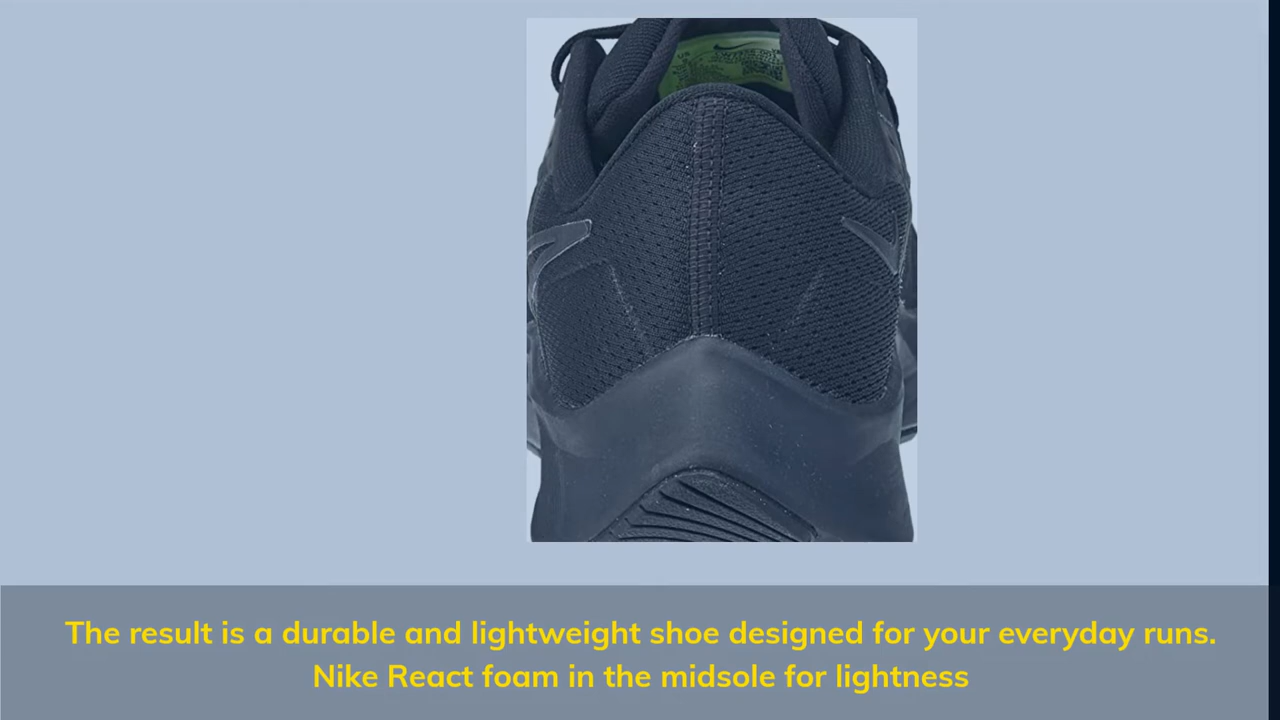 The result is a durable and lightweight shoe designed for your everyday runs.
Nike React foam in the midsole for lightness